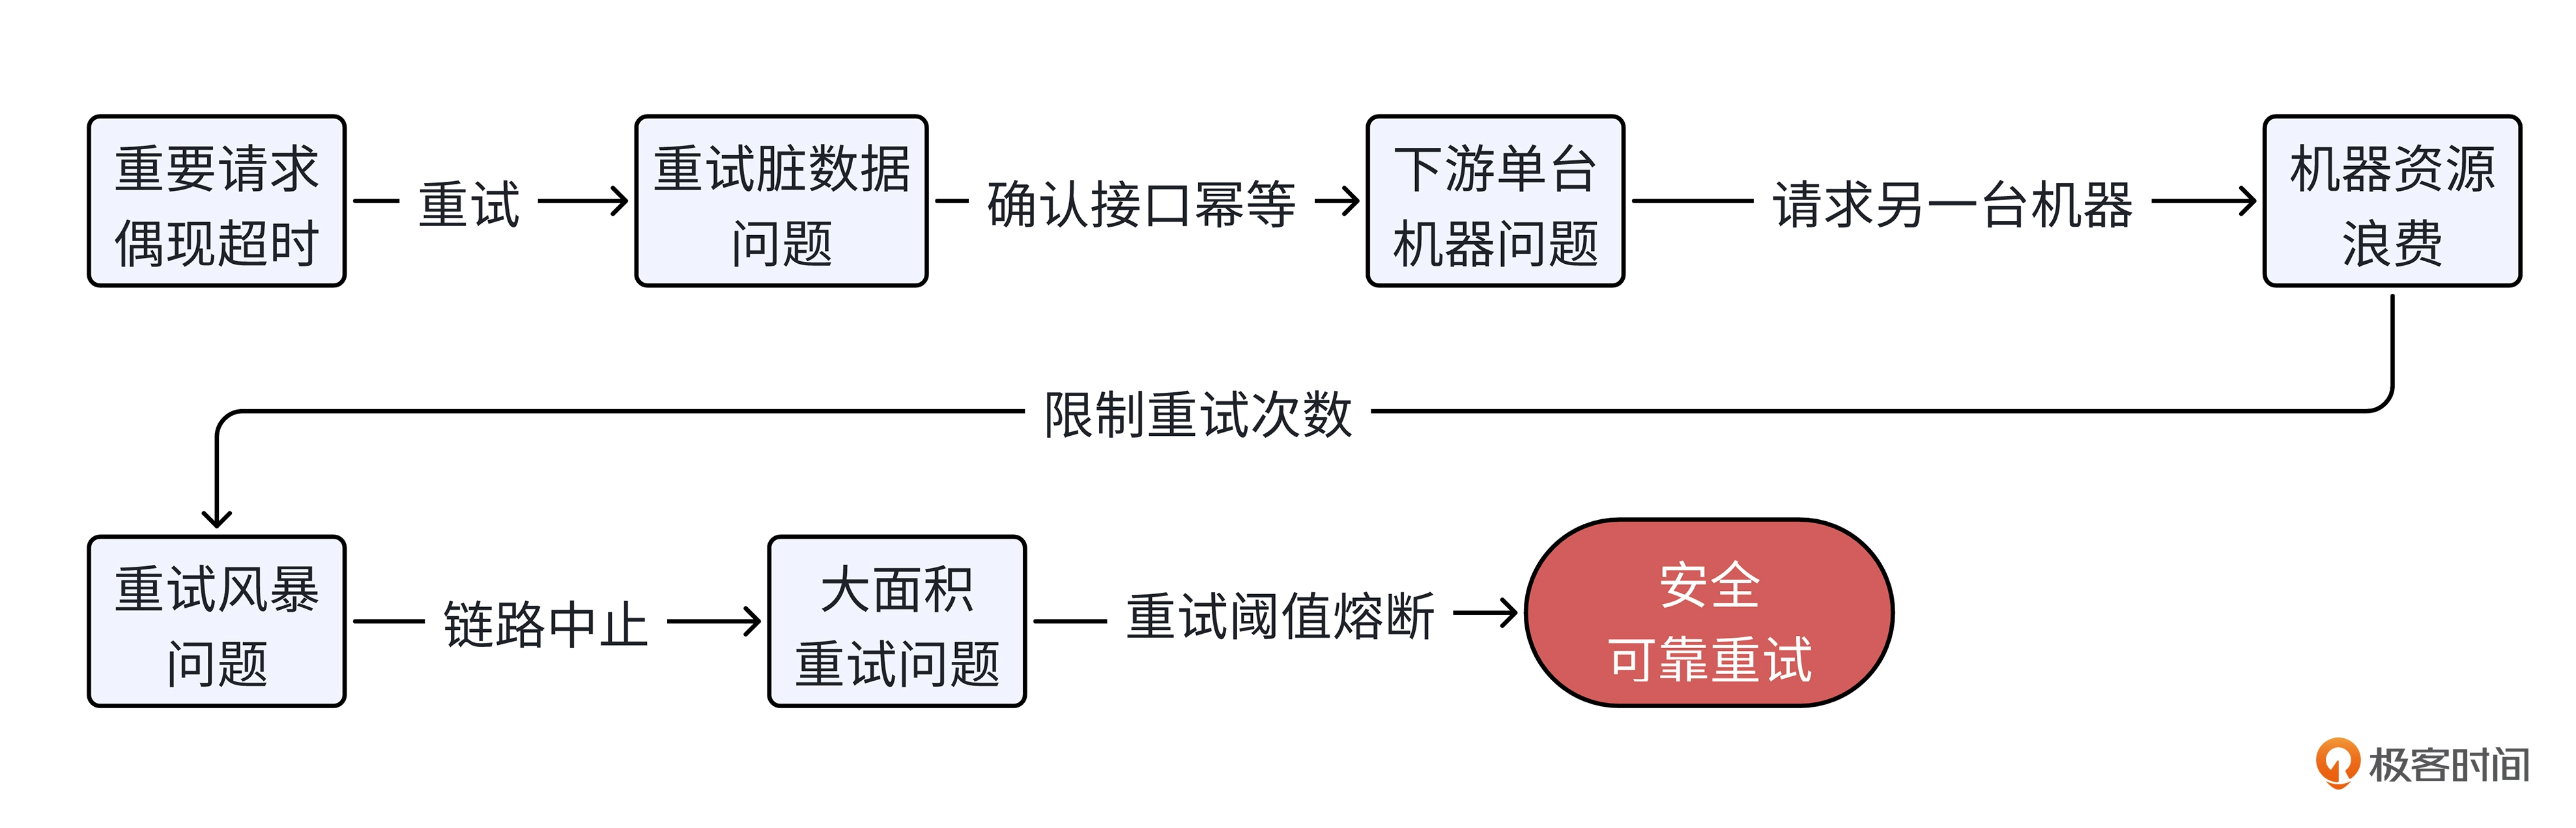 重要请求
偶现超时
重试
重试脏数据
问题
确认接口幂等
下游单台
机器问题
请求另一台机器
机器资源
浪费
限制重试次数
重试风暴
问题
链路中止
大面积
重试问题
重试阈值熔断
安全
可靠重试
极客时间